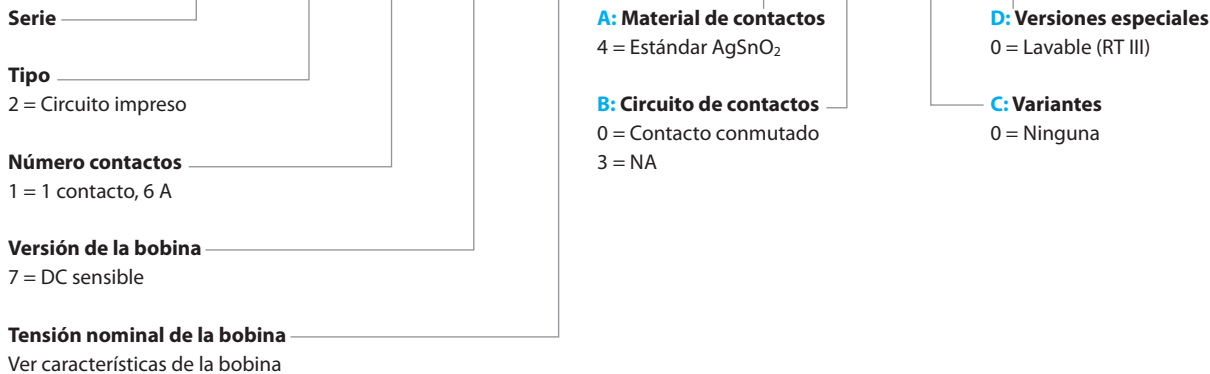 Serie
Tipo
2 = Circuito impreso
Número contactos
1 = 1 contacto, 6 A
Versión de la bobina
7 = DC sensible
Tensión nominal de la bobina
Ver características de la bobina
A: Material de contactos
4 = Estándar AgSnO₂
B: Circuito de contactos
0 = Contacto conmutado
3 = NA
D: Versiones especiales
0 = Lavable (RT III)
C: Variantes
0 = Ninguna